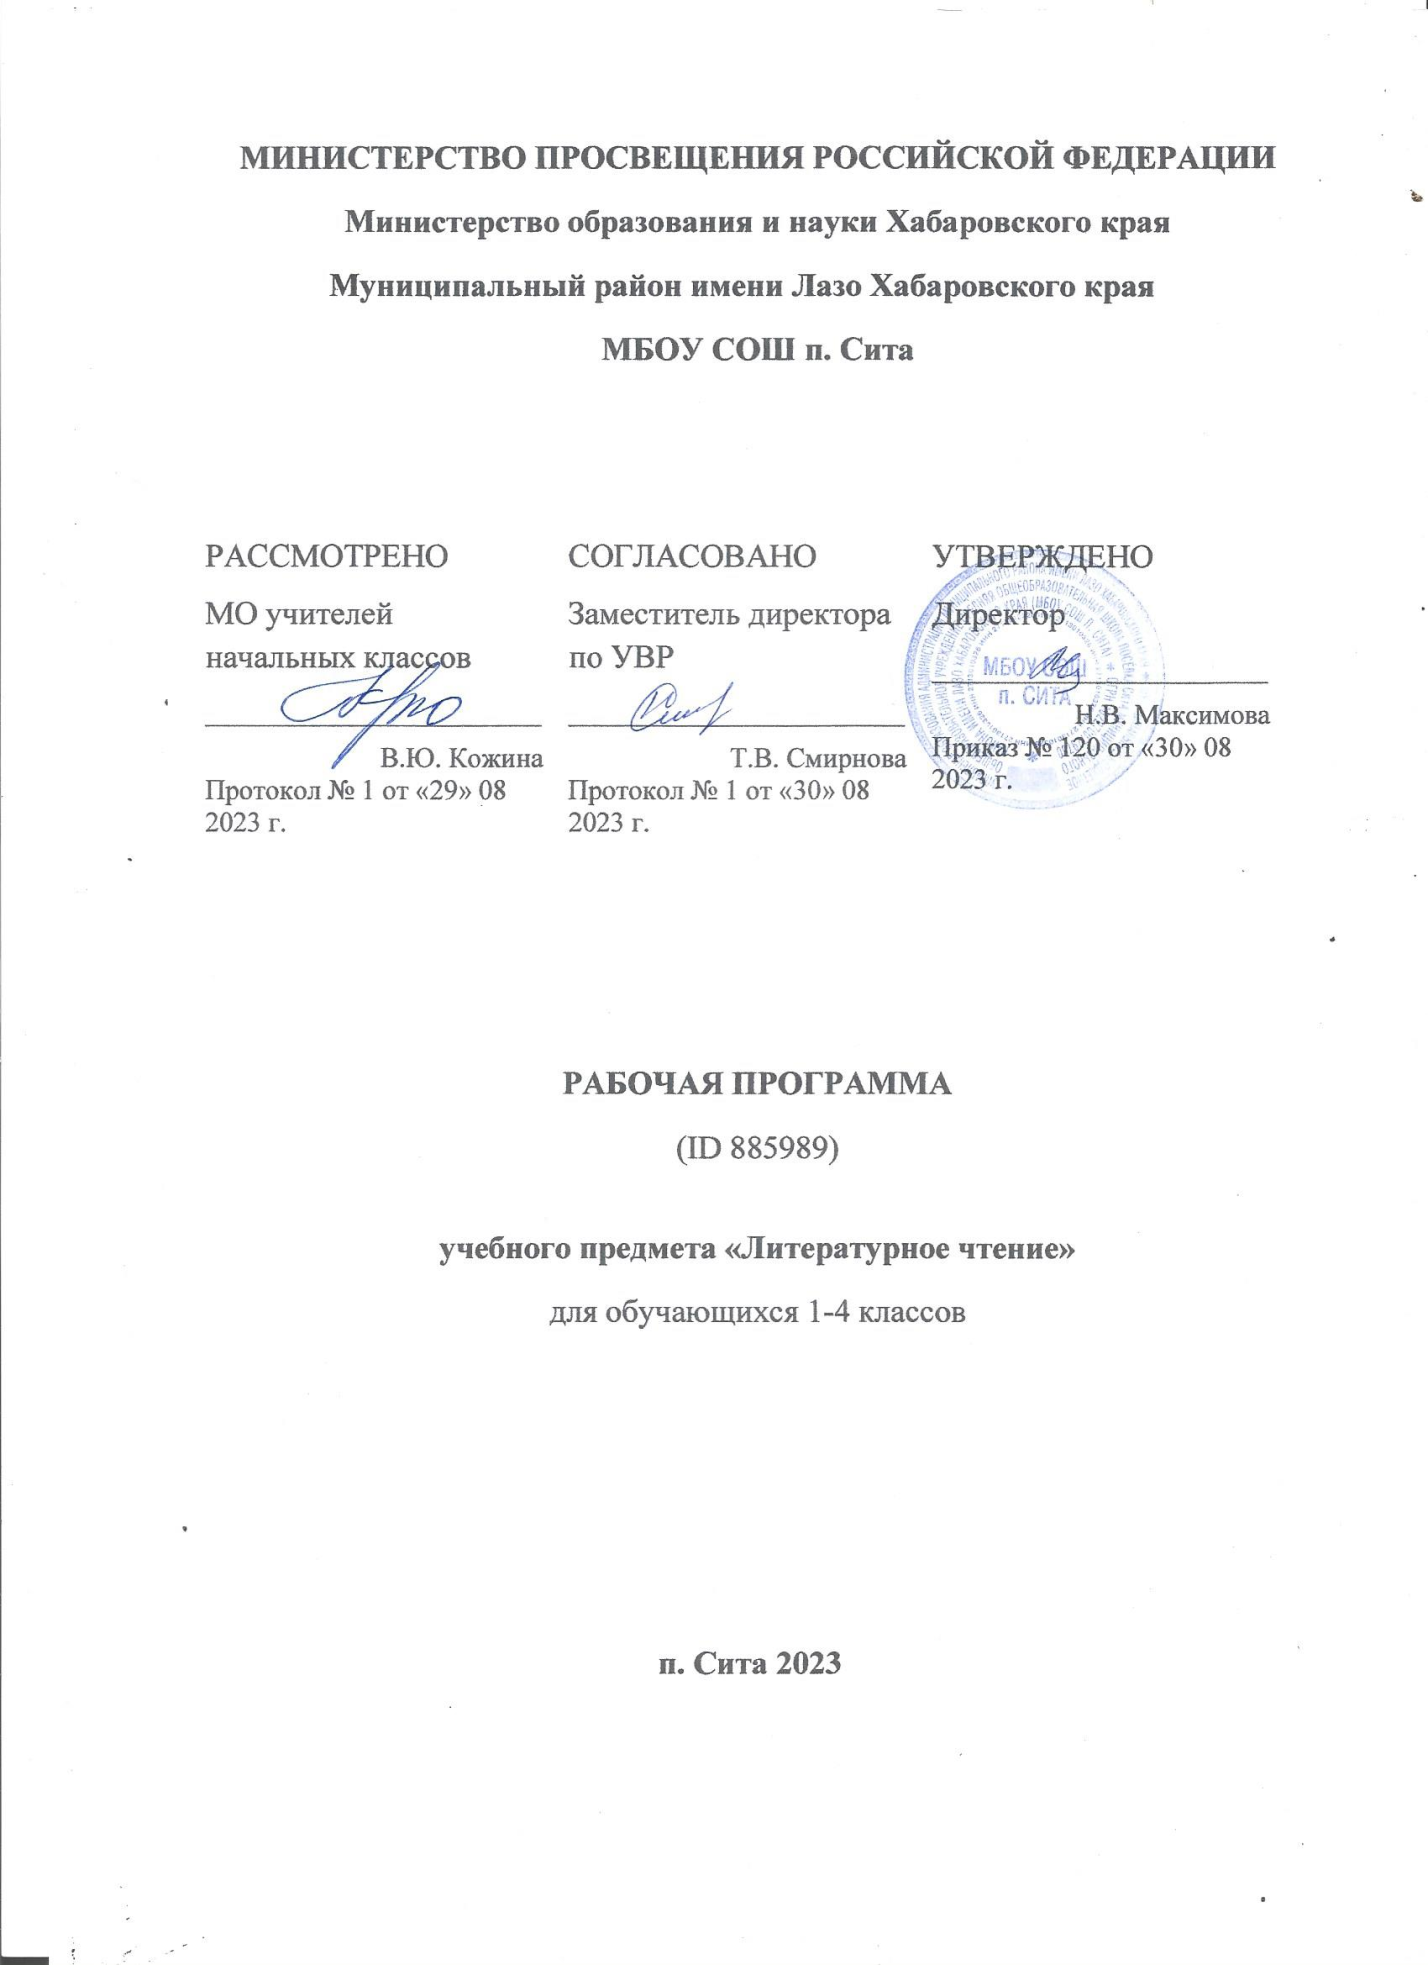 МИНИСТЕРСТВО ПРОСВЕЩЕНИЯ РОССИЙСКОЙ ФЕДЕРАЦИИ
Министерство образования и науки Хабаровского края
Муниципальный район имени Лазо Хабаровского края
МБОУ СОШ п. Сита
РАССМОТРЕНО
МО учителей
начальных классов
В.Ю. Кожина
Протокол № 1 от «29» 08
2023 г.
СОГЛАСОВАНО
Заместитель директора
по УВР
Т.В. Смирнова
Протокол № 1 от «30» 08
2023 г.
УТВЕРЖДЕНО
Директор
МБОУ СОШ
п. СИТА
Н.В. Максимова
Приказ № 120 от «30» 08
2023 г.
РАБОЧАЯ ПРОГРАММА
(ID 885989)
учебного предмета «Литературное чтение»
для обучающихся 1-4 классов
п. Сита 2023